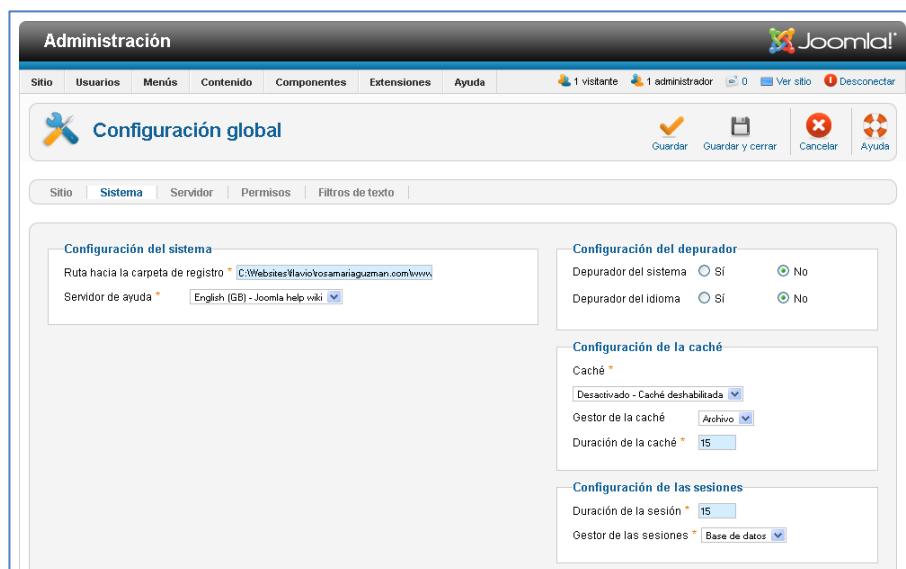 Administración
Joomla!
Sitio Usuarios Menús Contenido Componentes Extensiones Ayuda 1 visitante 1 administrador 0 Ver sitio Desconectar
Configuración global
Guardar Guardar y cerrar Cancelar Ayuda
Sitio Sistema Servidor Permisos Filtros de texto
Configuración del sistema
Ruta hacia la carpeta de registro * C:\Websites\flavio\rosamariaguzman.com\www.
Servidor de ayuda * English (GB) - Joomla help wiki
Configuración del depurador
Depurador del sistema Sí No
Depurador del idioma Sí No
Configuración de la caché
Caché *
Desactivado - Caché deshabilitada
Gestor de la caché Archivo
Duración de la caché * 15
Configuración de las sesiones
Duración de la sesión * 15
Gestor de las sesiones * Base de datos